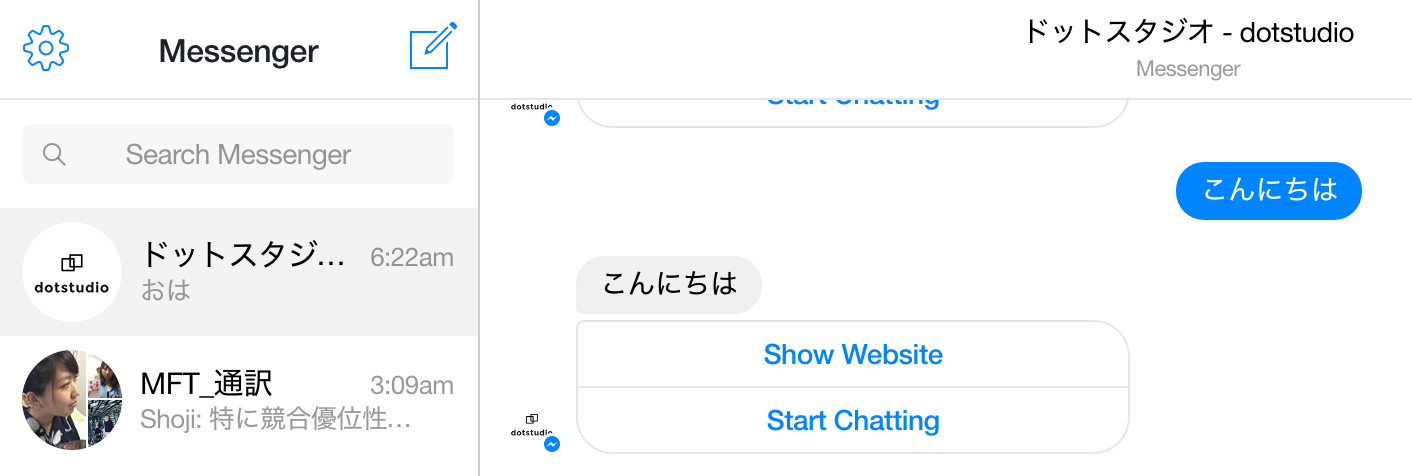 Messenger
Search Messenger
dotstudio
ドットスタジ… 6:22am
おは
MFT_通訳 3:09am
Shoji: 特に競合優位性…
ドットスタジオ - dotstudio
Messenger
Start Chatting
dotstudio
こんにちは
こんにちは
Show Website
Start Chatting
dotstudio